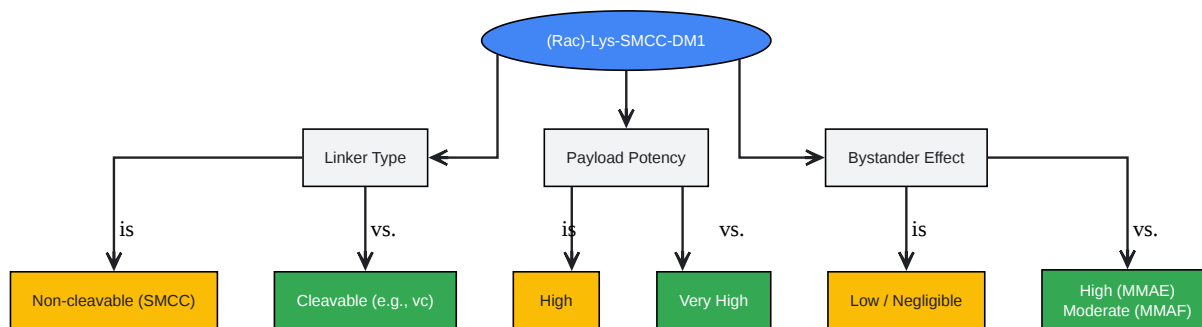 (Rac)-Lys-SMCC-DM1
Linker Type
Payload Potency
Bystander Effect
is
vs.
is
vs.
is
vs.
Non-cleavable (SMCC)
Cleavable (e.g., vc)
High
Very High
Low / Negligible
High (MMAE)
Moderate (MMAF)